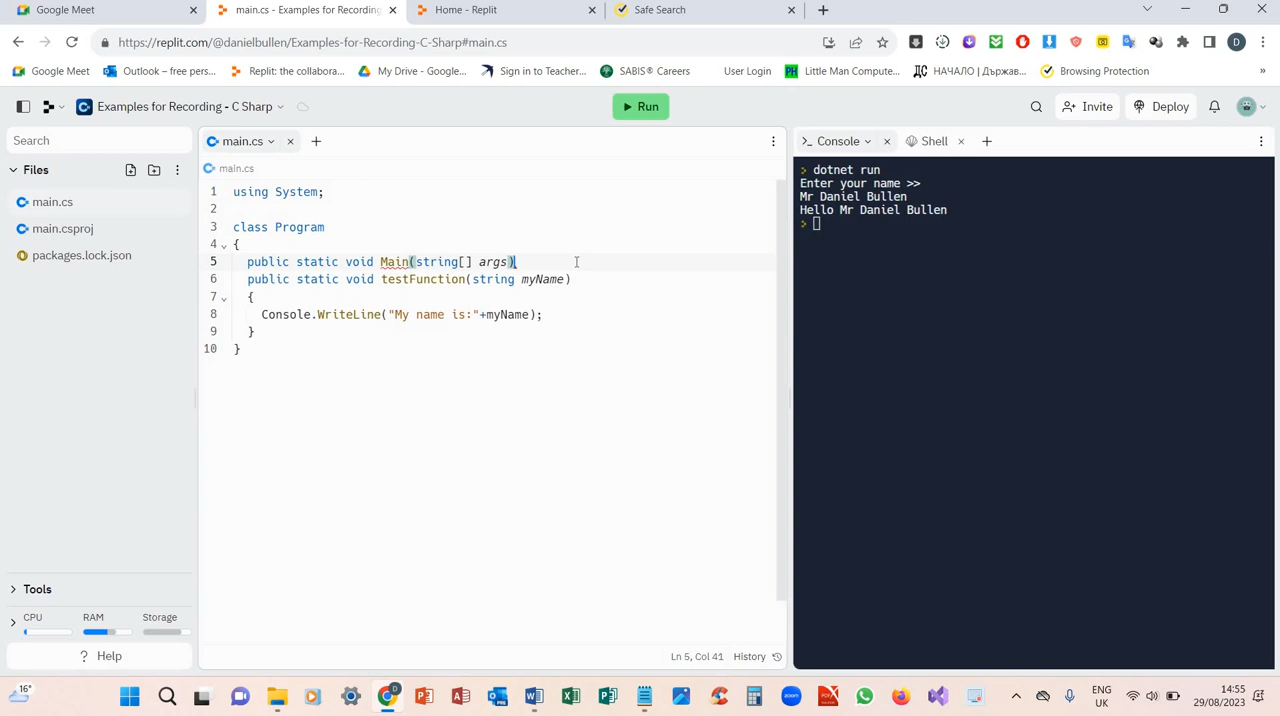 Google Meet
main.cs - Examples for Recording
Home - Replit
Safe Search
https://replit.com/@danielbullen/Examples-for-Recording-C-Sharp#main.cs
D
Google Meet
Outlook – free pers...
Replit: the collabora...
My Drive - Google...
Sign in to Teacher...
SABIS® Careers
User Login
PH Little Man Compute...
ДС НАЧАЛО | Държав...
Browsing Protection
»
Examples for Recording - C Sharp
Run
Invite
Deploy
Search
main.cs
Console
Shell
Files
main.cs
main.cs
main.csproj
packages.lock.json
1 using System;
2
3 class Program
4 {
5 public static void Main(string[] args)
6 public static void testFunction(string myName)
7 {
8 Console.WriteLine("My name is:"+myName);
9 }
10 }
> dotnet run
Enter your name >>
Mr Daniel Bullen
Hello Mr Daniel Bullen
>
Tools
CPU
RAM
Storage
? Help
Ln 5, Col 41
History
16°
D
zoom
PDF
ENG
UK
14:55
29/08/2023